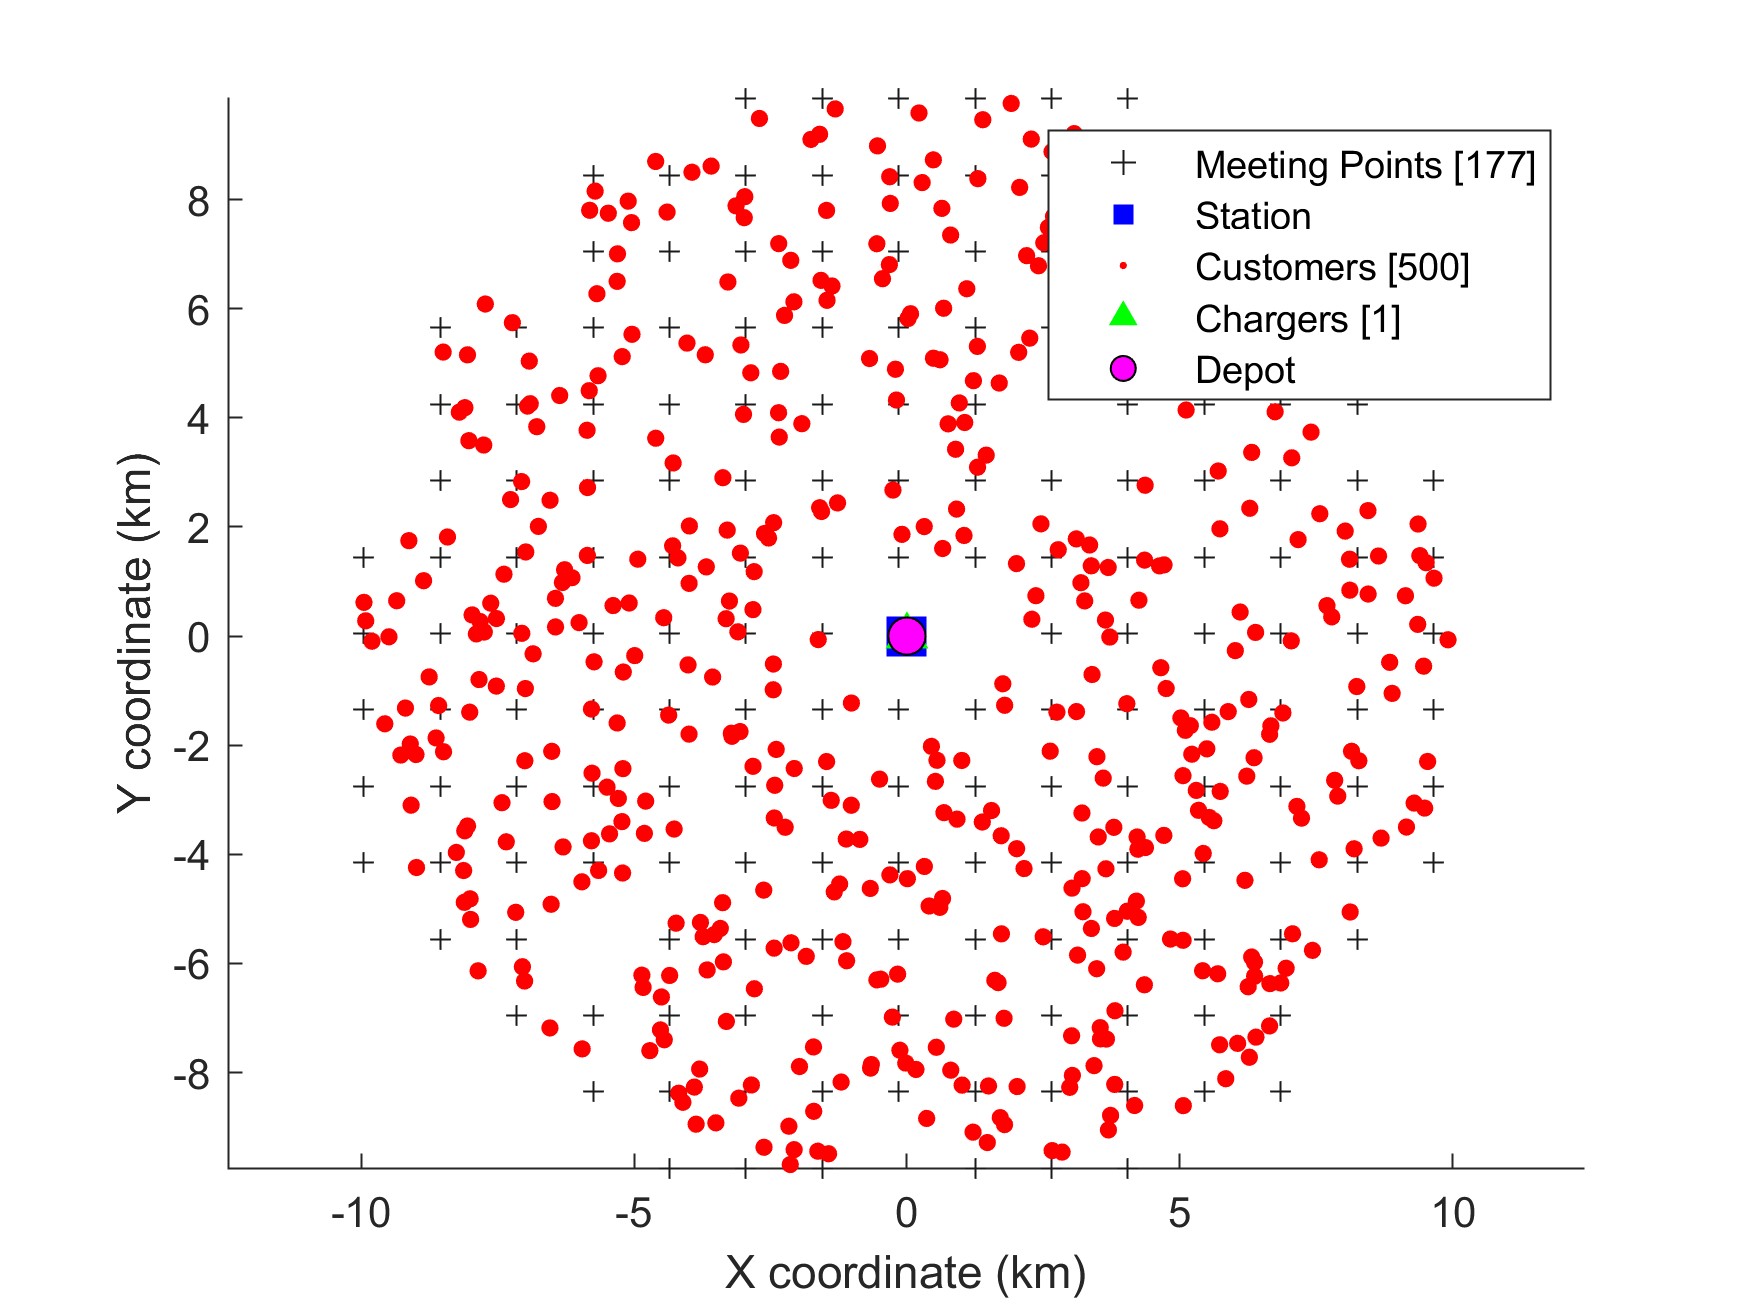 Meeting Points [177]
Station
Customers [500]
Chargers [1]
Depot
8
6
4
2
0
-2
-4
-6
-8
Y coordinate (km)
-10 -5 0 5 10
X coordinate (km)